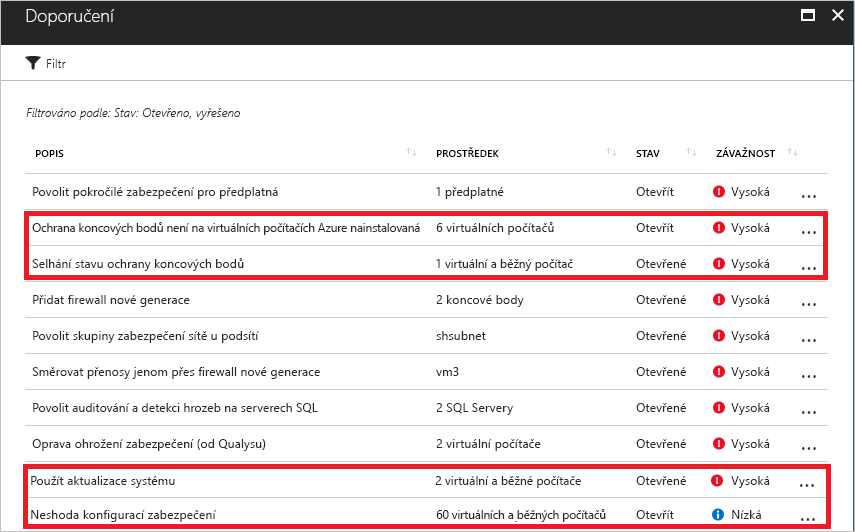 Doporučení
Filtr
Filtrováno podle: Stav: Otevřeno, vyřešeno
POPIS PROSTŘEDEK STAV ZÁVAŽNOST
Povolit pokročilé zabezpečení pro předplatná 1 předplatné Otevřít Vysoká ...
Ochrana koncových bodů není na virtuálních počítačích Azure nainstalovaná 6 virtuálních počítačů Otevřít Vysoká ...
Selhání stavu ochrany koncových bodů 1 virtuální a běžný počítač Otevřené Vysoká ...
Přidat firewall nové generace 2 koncové body Otevřené Vysoká ...
Povolit skupiny zabezpečení sítě u podsítí shsubnet Otevřené Vysoká ...
Směrovat přenosy jenom přes firewall nové generace vm3 Otevřené Vysoká ...
Povolit auditování a detekci hrozeb na serverech SQL 2 SQL Servery Otevřené Vysoká ...
Oprava ohrožení zabezpečení (od Qualysu) 2 virtuální počítače Otevřené Vysoká ...
Použít aktualizace systému 2 virtuální a běžné počítače Otevřené Vysoká ...
Neshoda konfigurací zabezpečení 60 virtuálních a běžných počítačů Otevřít Nízká ...